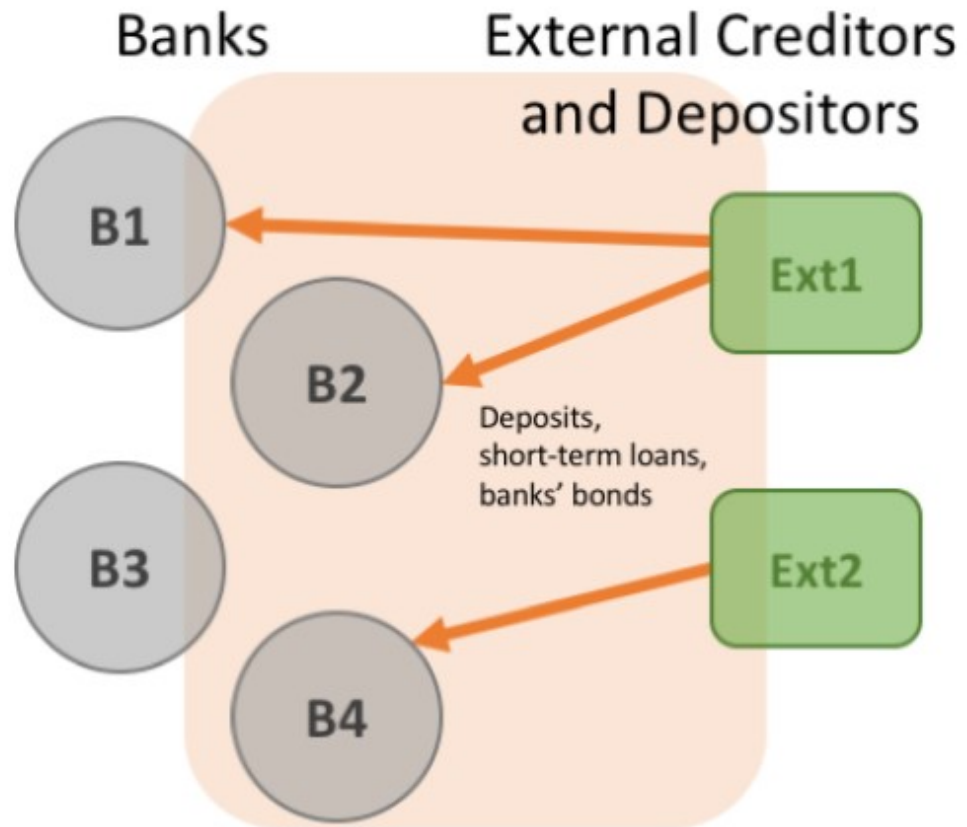 Banks
External Creditors
and Depositors
B1
Ext1
B2
Deposits,
short-term loans,
banks’ bonds
B3
Ext2
B4